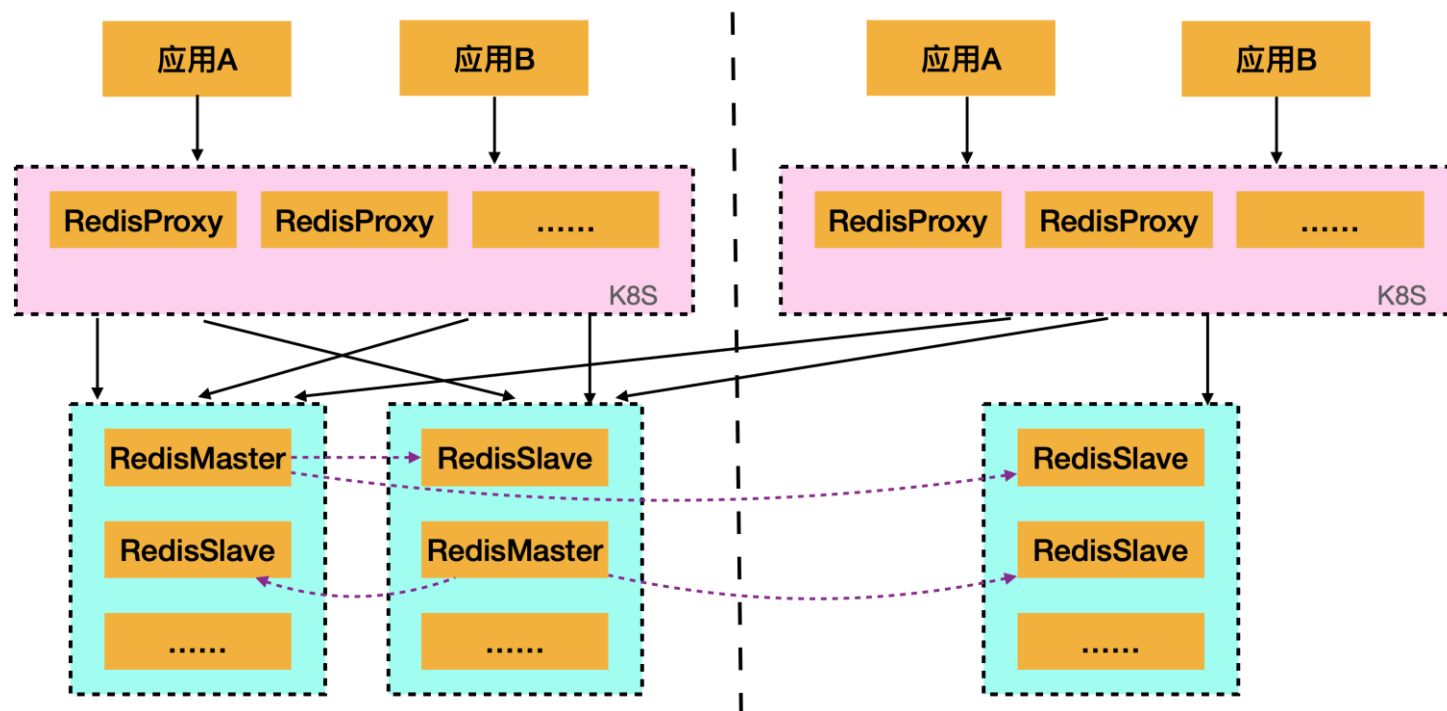 应用A
应用B
应用A
应用B
RedisProxy
RedisProxy
……
RedisProxy
RedisProxy
……
K8S
K8S
RedisMaster
RedisSlave
RedisSlave
RedisSlave
RedisMaster
RedisSlave
……
……
……